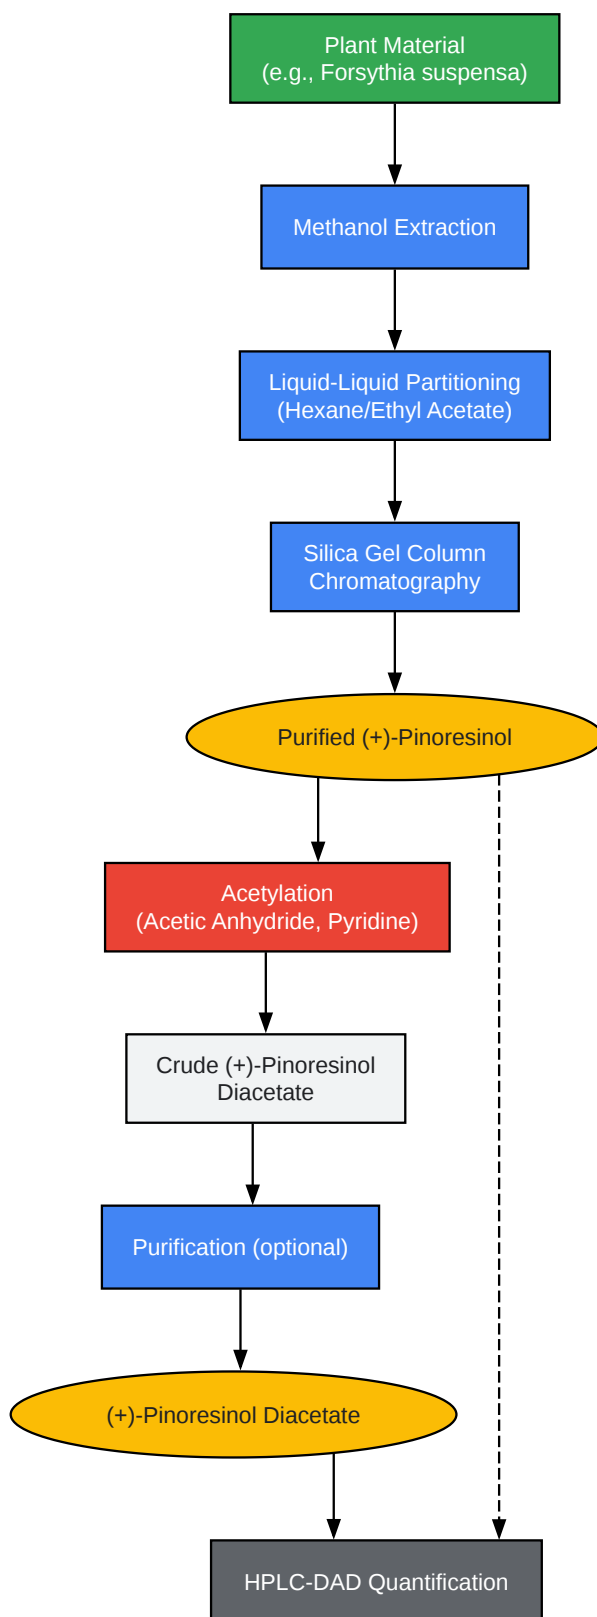 Plant Material
(e.g., Forsythia suspensa)
Methanol Extraction
Liquid-Liquid Partitioning
(Hexane/Ethyl Acetate)
Silica Gel Column
Chromatography
Purified (+)-Pinoresinol
Acetylation
(Acetic Anhydride, Pyridine)
Crude (+)-Pinoresinol
Diacetate
Purification (optional)
(+)-Pinoresinol Diacetate
HPLC-DAD Quantification